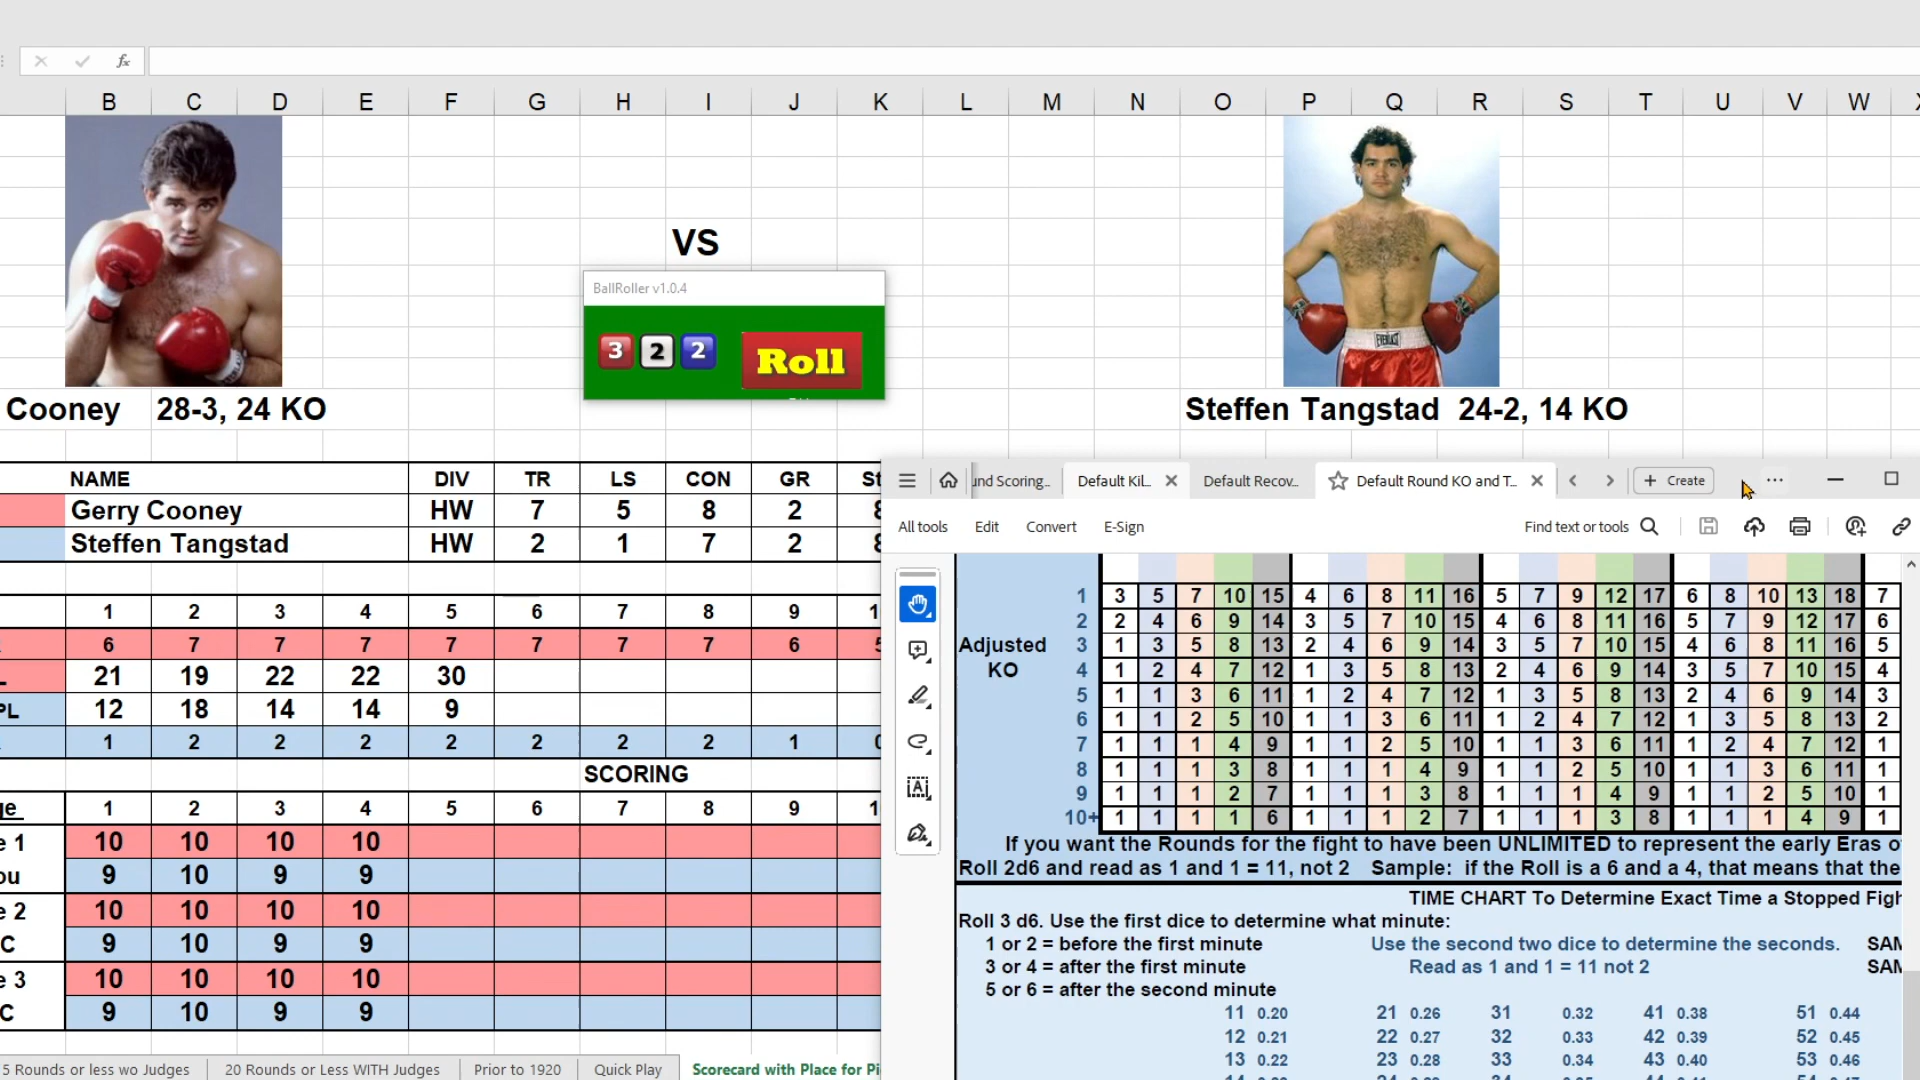 fx
B C D E F G H I J K L M N O P Q R S T U V W
VS
BallRoller v1.0.4
3 2 2 Roll
EVERLAST
Cooney 28-3, 24 KO
Steffen Tangstad 24-2, 14 KO
NAME DIV TR LS CON GR
Gerry Cooney HW 7 5 8 2
Steffen Tangstad HW 2 1 7 2
1 2 3 4 5 6 7 8 9
6 7 7 7 7 7 7 7 6
21 19 22 22 30
PL 12 18 14 14 9
1 2 2 2 2 2 2 2 1
SCORING
ge 1 2 3 4 5 6 7 8 9
e 1 10 10 10 10
ou 9 10 9 9
e 2 10 10 10 10
C 9 10 9 9
e 3 10 10 10 10
C 9 10 9 9
5 Rounds or less wo Judges 20 Rounds or Less WITH Judges Prior to 1920 Quick Play Scorecard with Place for Pi
und Scoring... Default Kil... Default Recov... Default Round KO and T... + Create
All tools Edit Convert E-Sign Find text or tools
1 3 5 7 10 15 4 6 8 11 16 5 7 9 12 17 6 8 10 13 18 7
2 2 4 6 9 14 3 5 7 10 15 4 6 8 11 16 5 7 9 12 17 6
Adjusted 3 1 3 5 8 13 2 4 6 9 14 3 5 7 10 15 4 6 8 11 16 5
KO 4 1 2 4 7 12 1 3 5 8 13 2 4 6 9 14 3 5 7 10 15 4
5 1 1 3 6 11 1 2 4 7 12 1 3 5 8 13 2 4 6 9 14 3
6 1 1 2 5 10 1 1 3 6 11 1 2 4 7 12 1 3 5 8 13 2
7 1 1 1 4 9 1 1 2 5 10 1 1 3 6 11 1 2 4 7 12 1
8 1 1 1 3 8 1 1 1 4 9 1 1 2 5 10 1 1 3 6 11 1
9 1 1 1 2 7 1 1 1 3 8 1 1 1 4 9 1 1 2 5 10 1
10+ 1 1 1 1 6 1 1 1 2 7 1 1 1 3 8 1 1 1 4 9 1
If you want the Rounds for the fight to have been UNLIMITED to represent the early Eras o
Roll 2d6 and read as 1 and 1 = 11, not 2 Sample: if the Roll is a 6 and a 4, that means that the
TIME CHART To Determine Exact Time a Stopped Figh
Roll 3 d6. Use the first dice to determine what minute:
1 or 2 = before the first minute Use the second two dice to determine the seconds. SAM
3 or 4 = after the first minute Read as 1 and 1 = 11 not 2 SAM
5 or 6 = after the second minute
11 0.20 21 0.26 31 0.32 41 0.38 51 0.44
12 0.21 22 0.27 32 0.33 42 0.39 52 0.45
13 0.22 23 0.28 33 0.34 43 0.40 53 0.46